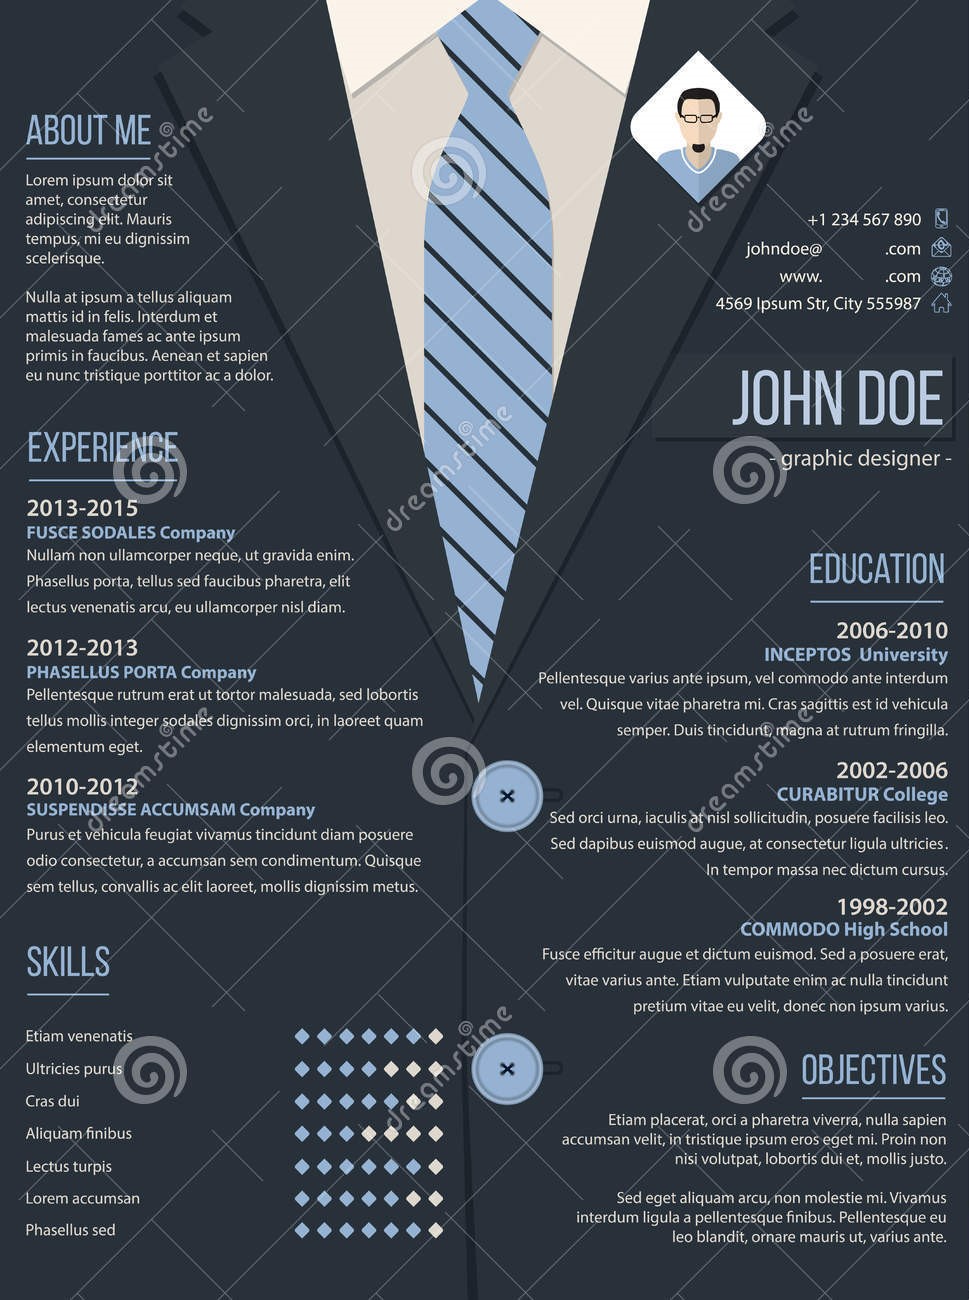 ABOUT ME
Lorem ipsum dolor sit
amet, consectetur
adipiscing elit. Mauris
tempus, mi eu dignissim
scelerisque.
Nulla at ipsum a tellus aliquam
mattis id in felis. Interdum et
malesuada fames ac ante ipsum
primis in faucibus. Aenean et sapien
eu nunc tristique porttitor ac a dolor.
EXPERIENCE
2013-2015
FUSCE SODALES Company
Nullam non ullamcorper neque, ut gravida enim.
Phasellus porta, tellus sed faucibus pharetra, elit
lectus venenatis arcu, eu ullamcorper nisl diam.
2012-2013
PHASELLUS PORTA Company
Pellentesque rutrum erat ut tortor malesuada, sed lobortis
tellus mollis integer sodales dignissim orci, in laoreet quam
elementum eget.
2010-2012
SUSPENDISSE ACCUMSAM Company
Purus et vehicula feugiat vivamus tincidunt diam posuere
odio consectetur, a accumsan sem condimentum. Quisque
sem tellus, convallis ac elit laoreet, mollis dignissim metus.
SKILLS
Etiam venenatis
Ultricies purus
Cras dui
Aliquam finibus
Lectus turpis
Lorem accumsan
Phasellus sed
+1 234 567 890
johndoe@ .com
www. .com
4569 Ipsum Str, City 555987
JOHN DOE
- graphic designer -
EDUCATION
2006-2010
INCEPTOS University
Pellentesque varius ante ipsum, vel commodo ante interdum
vel. Quisque vitae pharetra mi. Cras sagittis est id vehicula
semper. Duis tincidunt, magna at rutrum fringilla.
2002-2006
CURABITUR College
Sed orci urna, iaculis at nisl sollicitudin, posuere facilisis leo.
Sed dapibus euismod augue, at consectetur ligula ultricies.
In tempor massa nec dictum cursus.
1998-2002
COMMODO High School
Fusce efficitur augue et dictum euismod. Sed a posuere erat,
vitae varius ante. Etiam vulputate enim ac nulla tincidunt
pretium vitae eu velit, donec non ipsum varius.
OBJECTIVES
Etiam placerat, orci a pharetra viverra, nulla sapien
accumsan velit, in tristique ipsum eros eget mi. Proin non
nisi volutpat, lobortis dui et, mollis justo.
Sed eget aliquam arcu, non molestie mi. Vivamus
interdum ligula a pellentesque finibus. Pellentesque eu
leo blandit, ornare mauris ut, varius ante.
dreamstime
dreamstime
dreamstime
dreamstime
dreamstime
dreamstime